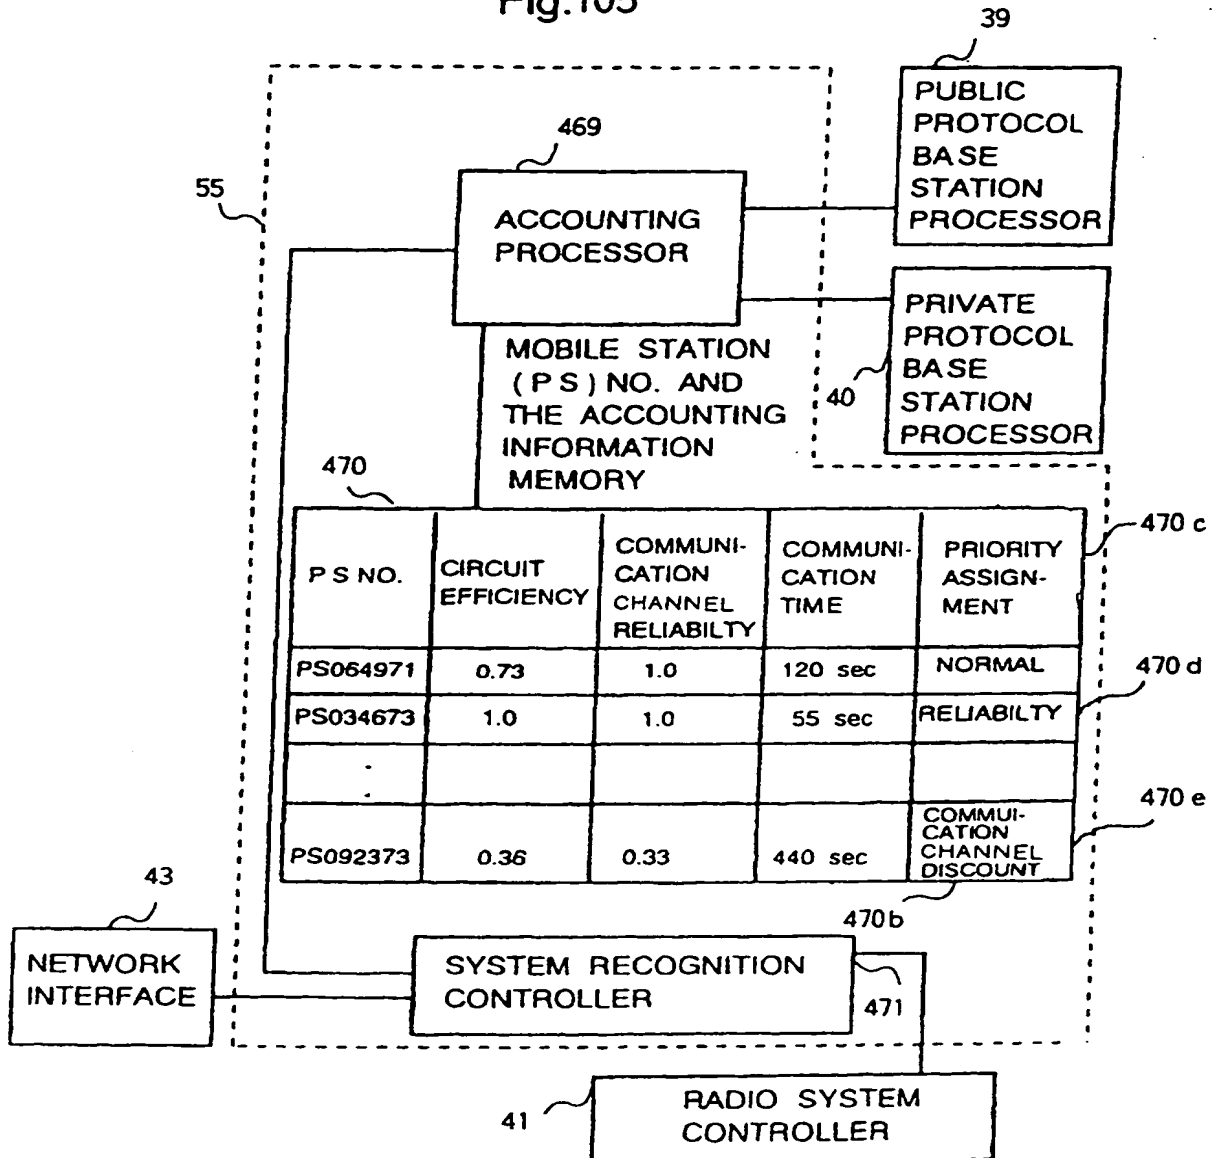 Fig.105
39
PUBLIC
PROTOCOL
BASE
STATION
PROCESSOR
469
55
ACCOUNTING
PROCESSOR
PRIVATE
PROTOCOL
BASE
STATION
PROCESSOR
40
MOBILE STATION
(PS) NO. AND
THE ACCOUNTING
INFORMATION
MEMORY
470
470c
PS NO.
CIRCUIT
EFFICIENCY
COMMUNI-
CATION
CHANNEL
RELIABILTY
COMMUNI-
CATION
TIME
PRIORITY
ASSIGN-
MENT
PS064971 0.73 1.0 120 sec NORMAL
470d
PS034673 1.0 1.0 55 sec RELIABILTY
470e
PS092373 0.36 0.33 440 sec
COMMUI-
CATION
CHANNEL
DISCOUNT
470b
43
NETWORK
INTERFACE
SYSTEM RECOGNITION
CONTROLLER
471
41
RADIO SYSTEM
CONTROLLER